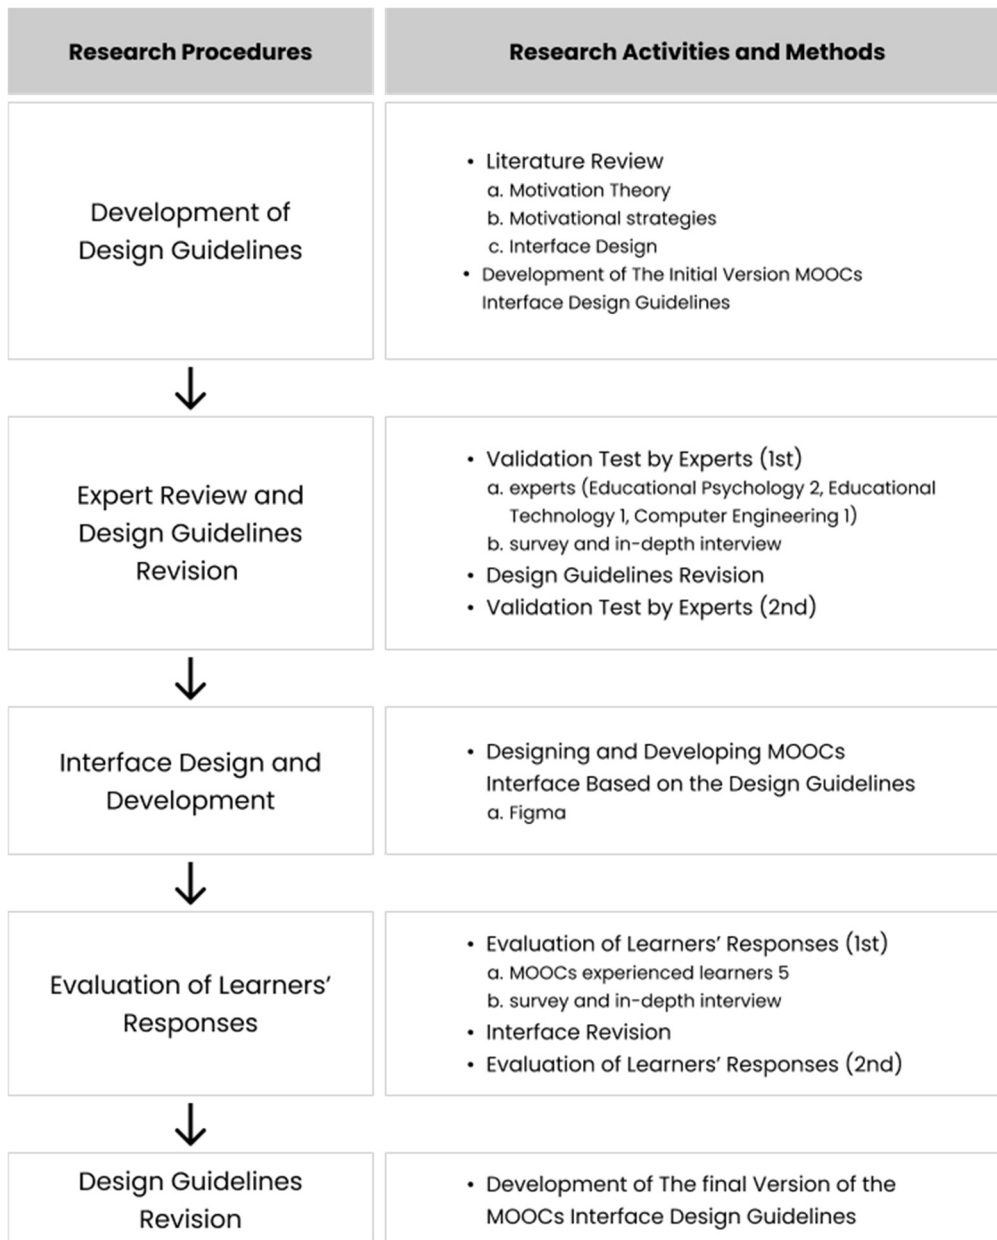 Research Procedures
Research Activities and Methods
Development of
Design Guidelines
• Literature Review
a. Motivation Theory
b. Motivational strategies
c. Interface Design
• Development of The Initial Version MOOCs
Interface Design Guidelines
Expert Review and
Design Guidelines
Revision
• Validation Test by Experts (1st)
a. experts (Educational Psychology 2, Educational
Technology 1, Computer Engineering 1)
b. survey and in-depth interview
• Design Guidelines Revision
• Validation Test by Experts (2nd)
Interface Design and
Development
• Designing and Developing MOOCs
Interface Based on the Design Guidelines
a. Figma
Evaluation of Learners’
Responses
• Evaluation of Learners’ Responses (1st)
a. MOOCs experienced learners 5
b. survey and in-depth interview
• Interface Revision
• Evaluation of Learners’ Responses (2nd)
Design Guidelines
Revision
• Development of The final Version of the
MOOCs Interface Design Guidelines